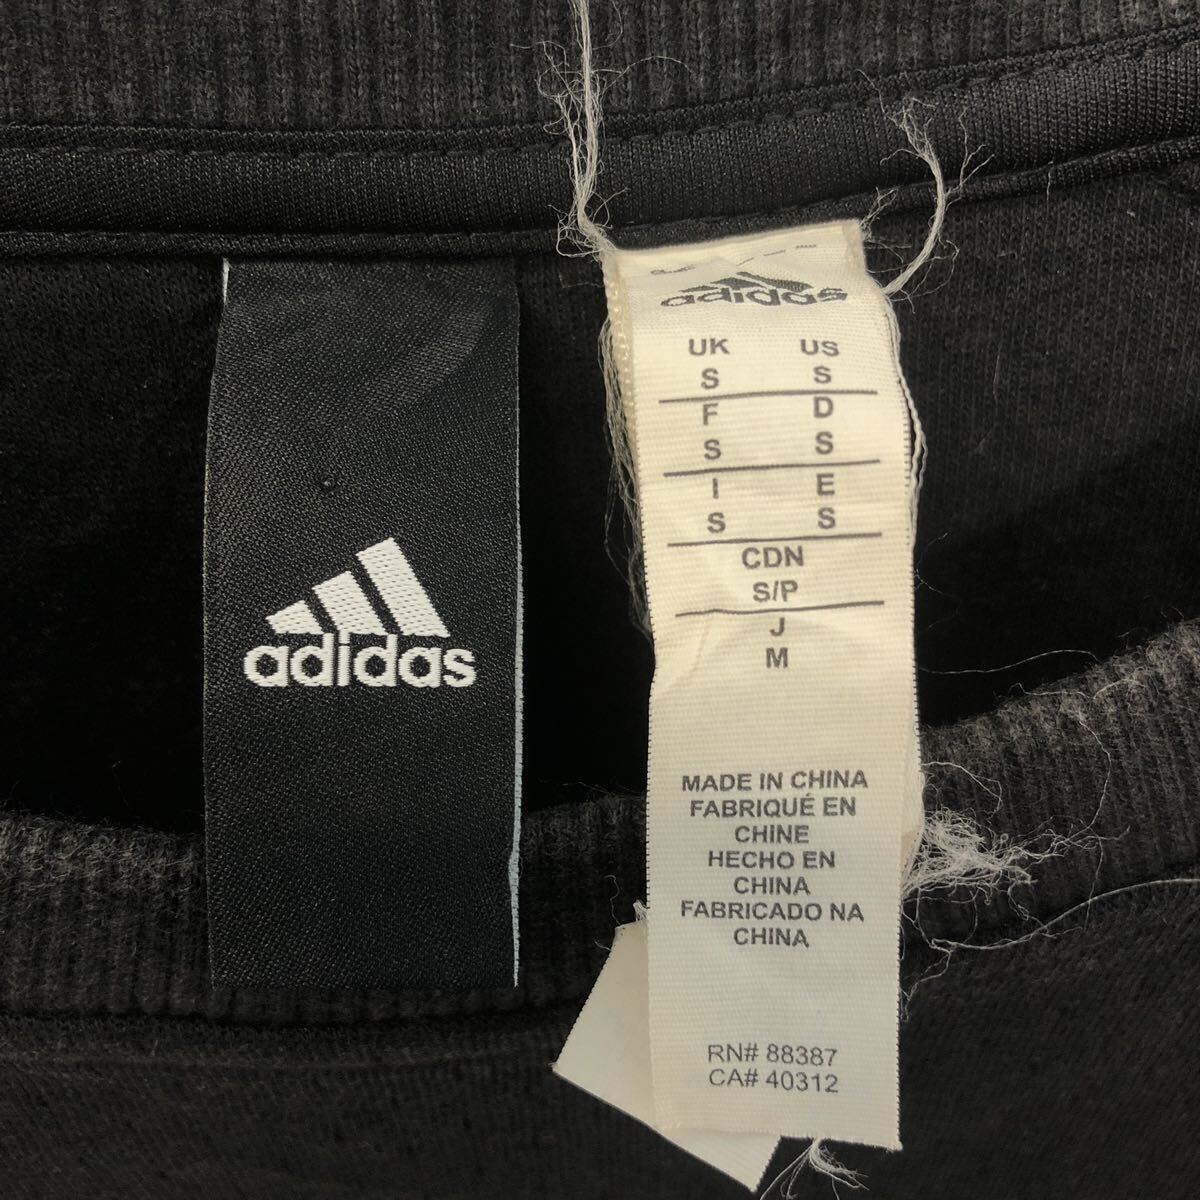 adidas
adidas
UK US
S S
F D
S S
I E
S S
CDN
S/P
J
M
MADE IN CHINA
FABRIQUÉ EN
CHINE
HECHO EN
CHINA
FABRICADO NA
CHINA
RN# 88387
CA# 40312